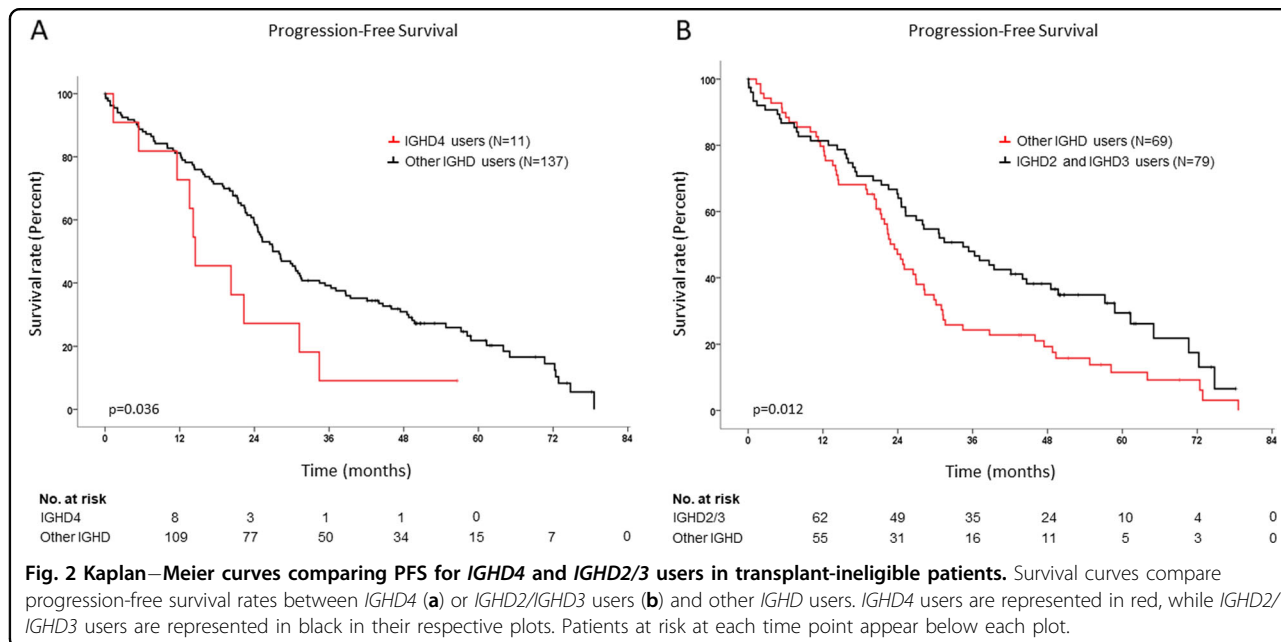 A
Progression-Free Survival
Survival rate (Percent)
100
80
60
40
20
0
IGHD4 users (N=11)
Other IGHD users (N=137)
p=0.036
0 12 24 36 48 60 72 84
Time (months)
No. at risk
IGHD4 8 3 1 1 0
Other IGHD 109 77 50 34 15 7 0
B
Progression-Free Survival
Survival rate (Percent)
100
80
60
40
20
0
Other IGHD users (N=69)
IGHD2 and IGHD3 users (N=79)
p=0.012
0 12 24 36 48 60 72 84
Time (months)
No. at risk
IGHD2/3 62 49 35 24 10 4 0
Other IGHD 55 31 16 11 5 3 0
Fig. 2 Kaplan–Meier curves comparing PFS for IGHD4 and IGHD2/3 users in transplant-ineligible patients. Survival curves compare
progression-free survival rates between IGHD4 (a) or IGHD2/IGHD3 users (b) and other IGHD users. IGHD4 users are represented in red, while IGHD2/
IGHD3 users are represented in black in their respective plots. Patients at risk at each time point appear below each plot.